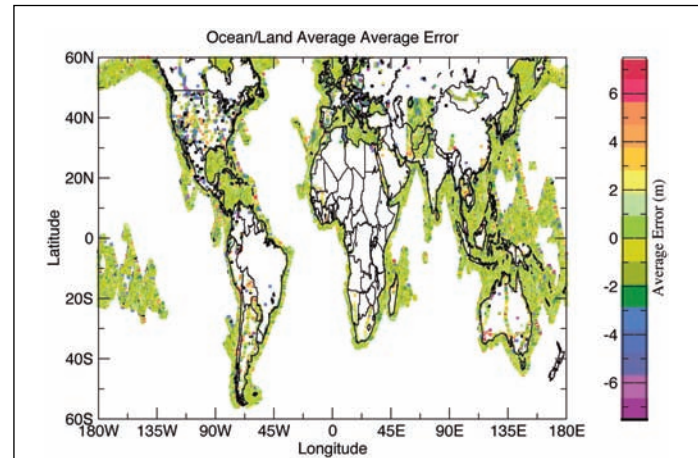 Ocean/Land Average Average Error
60N
40N
20N
0
20S
40S
60S
Latitude
180W 135W 90W 45W 0 45E 90E 135E 180E
Longitude
6
4
2
0
-2
-4
-6
Average Error (m)